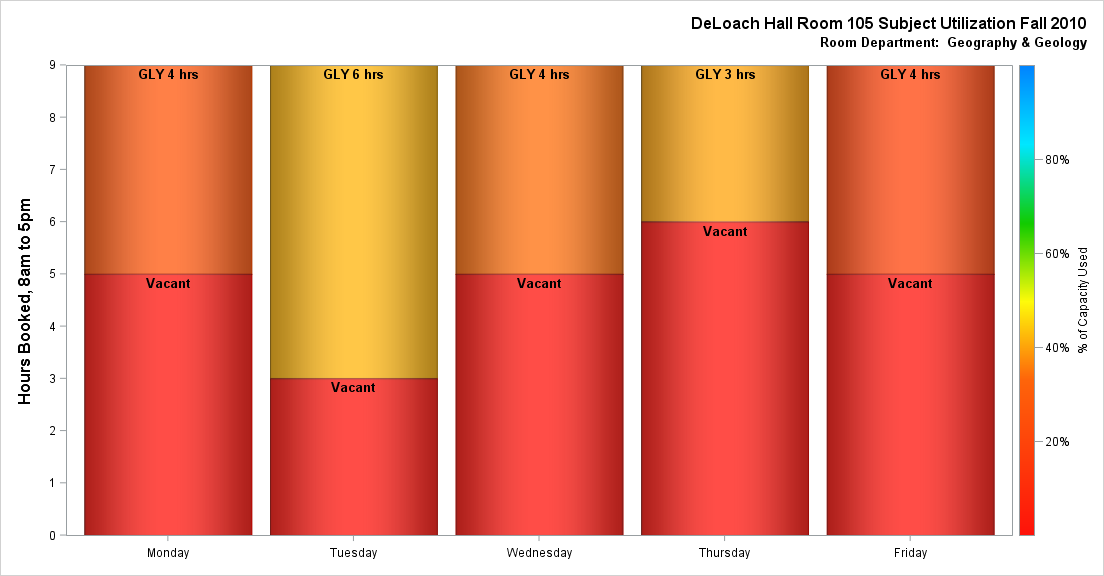 DeLoach Hall Room 105 Subject Utilization Fall 2010
Room Department: Geography & Geology
Hours Booked, 8am to 5pm
9
8
7
6
5
4
3
2
1
0
GLY 4 hrs
Vacant
GLY 6 hrs
Vacant
GLY 4 hrs
Vacant
GLY 3 hrs
Vacant
GLY 4 hrs
Vacant
Monday
Tuesday
Wednesday
Thursday
Friday
80%
60%
40%
20%
% of Capacity Used